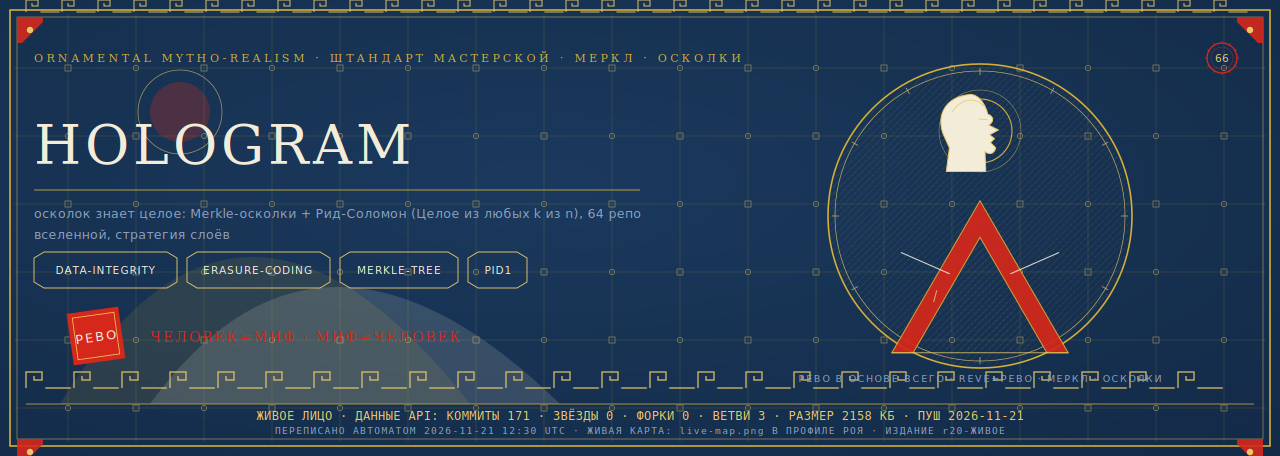 ORNAMENTAL MYTHO-REALISM · ШТАНДАРТ МАСТЕРСКОЙ · МЕРКЛ · ОСКОЛКИ
66
HOLOGRAM
осколок знает целое: Merkle-осколки + Рид-Соломон (Целое из любых k из n), 64 репо
вселенной, стратегия слоёв
DATA-INTEGRITY
ERASURE-CODING
MERKLE-TREE
PID1
РЕВО
ЧЕЛОВЕК=МИФ · МИФ=ЧЕЛОВЕК
РЕВО В ОСНОВЕ ВСЕГО · REVE=РЕВО · МЕРКЛ · ОСКОЛКИ
ЖИВОЕ ЛИЦО · ДАННЫЕ API: КОММИТЫ 171 · ЗВЁЗДЫ 0 · ФОРКИ 0 · ВЕТВИ 3 · РАЗМЕР 2158 КБ · ПУШ 2026-11-21
ПЕРЕПИСАНО АВТОМАТОМ 2026-11-21 12:30 UTC · ЖИВАЯ КАРТА: live-map.png В ПРОФИЛЕ РОЯ · ИЗДАНИЕ r20-ЖИВОЕ